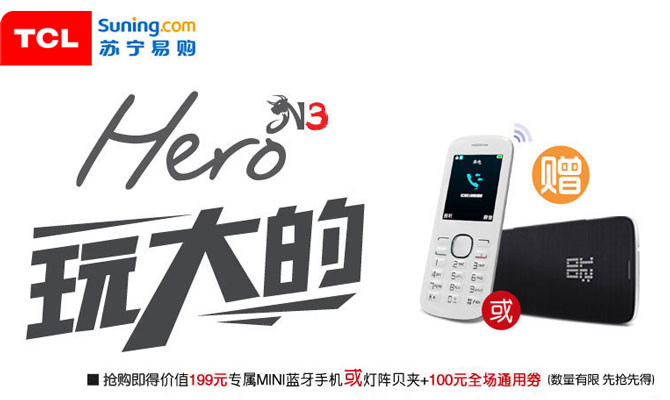 TCL
Suning.com
苏宁易购
Hero N3
玩大的
赠
或
12:00
■ 抢购即得价值199元专属MINI蓝牙手机或灯阵贝夹+100元全场通用券 (数量有限 先抢先得)